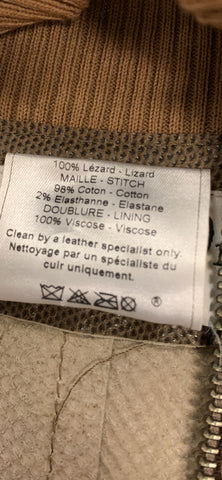 100% Lézard - Lizard
MAILLE - STITCH
98% Coton - Cotton
2% Elasthanne - Elastane
DOUBLURE - LINING
100% Viscose - Viscose
Clean by a leather specialist only.
Nettoyage par un spécialiste du
cuir uniquement.
®